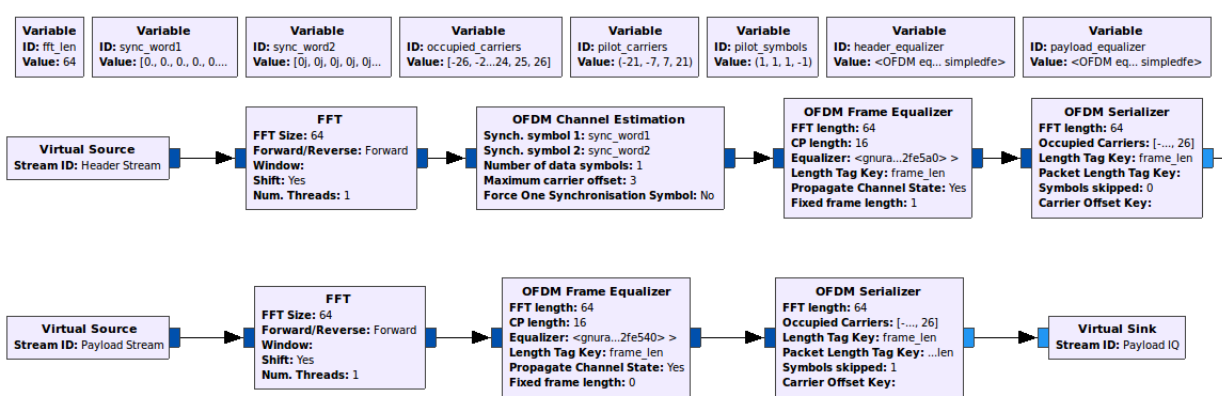 Variable
ID: fft_len
Value: 64
Variable
ID: sync_word1
Value: [0., 0., 0., 0., 0....
Variable
ID: sync_word2
Value: [0j, 0j, 0j, 0j, 0j...
Variable
ID: occupied_carriers
Value: [-26, -2...24, 25, 26]
Variable
ID: pilot_carriers
Value: (-21, -7, 7, 21)
Variable
ID: pilot_symbols
Value: (1, 1, 1, -1)
Variable
ID: header_equalizer
Value: <OFDM eq... simpledfe>
Variable
ID: payload_equalizer
Value: <OFDM eq... simpledfe>
Virtual Source
Stream ID: Header Stream
FFT
FFT Size: 64
Forward/Reverse: Forward
Window:
Shift: Yes
Num. Threads: 1
OFDM Channel Estimation
Synch. symbol 1: sync_word1
Synch. symbol 2: sync_word2
Number of data symbols: 1
Maximum carrier offset: 3
Force One Synchronisation Symbol: No
OFDM Frame Equalizer
FFT length: 64
CP length: 16
Equalizer: <gnura...2fe5a0> >
Length Tag Key: frame_len
Propagate Channel State: Yes
Fixed frame length: 1
OFDM Serializer
FFT length: 64
Occupied Carriers: [-..., 26]
Length Tag Key: frame_len
Packet Length Tag Key:
Symbols skipped: 0
Carrier Offset Key:
Virtual Source
Stream ID: Payload Stream
FFT
FFT Size: 64
Forward/Reverse: Forward
Window:
Shift: Yes
Num. Threads: 1
OFDM Frame Equalizer
FFT length: 64
CP length: 16
Equalizer: <gnura...2fe540> >
Length Tag Key: frame_len
Propagate Channel State: Yes
Fixed frame length: 0
OFDM Serializer
FFT length: 64
Occupied Carriers: [-..., 26]
Length Tag Key: frame_len
Packet Length Tag Key: ...len
Symbols skipped: 1
Carrier Offset Key:
Virtual Sink
Stream ID: Payload IQ